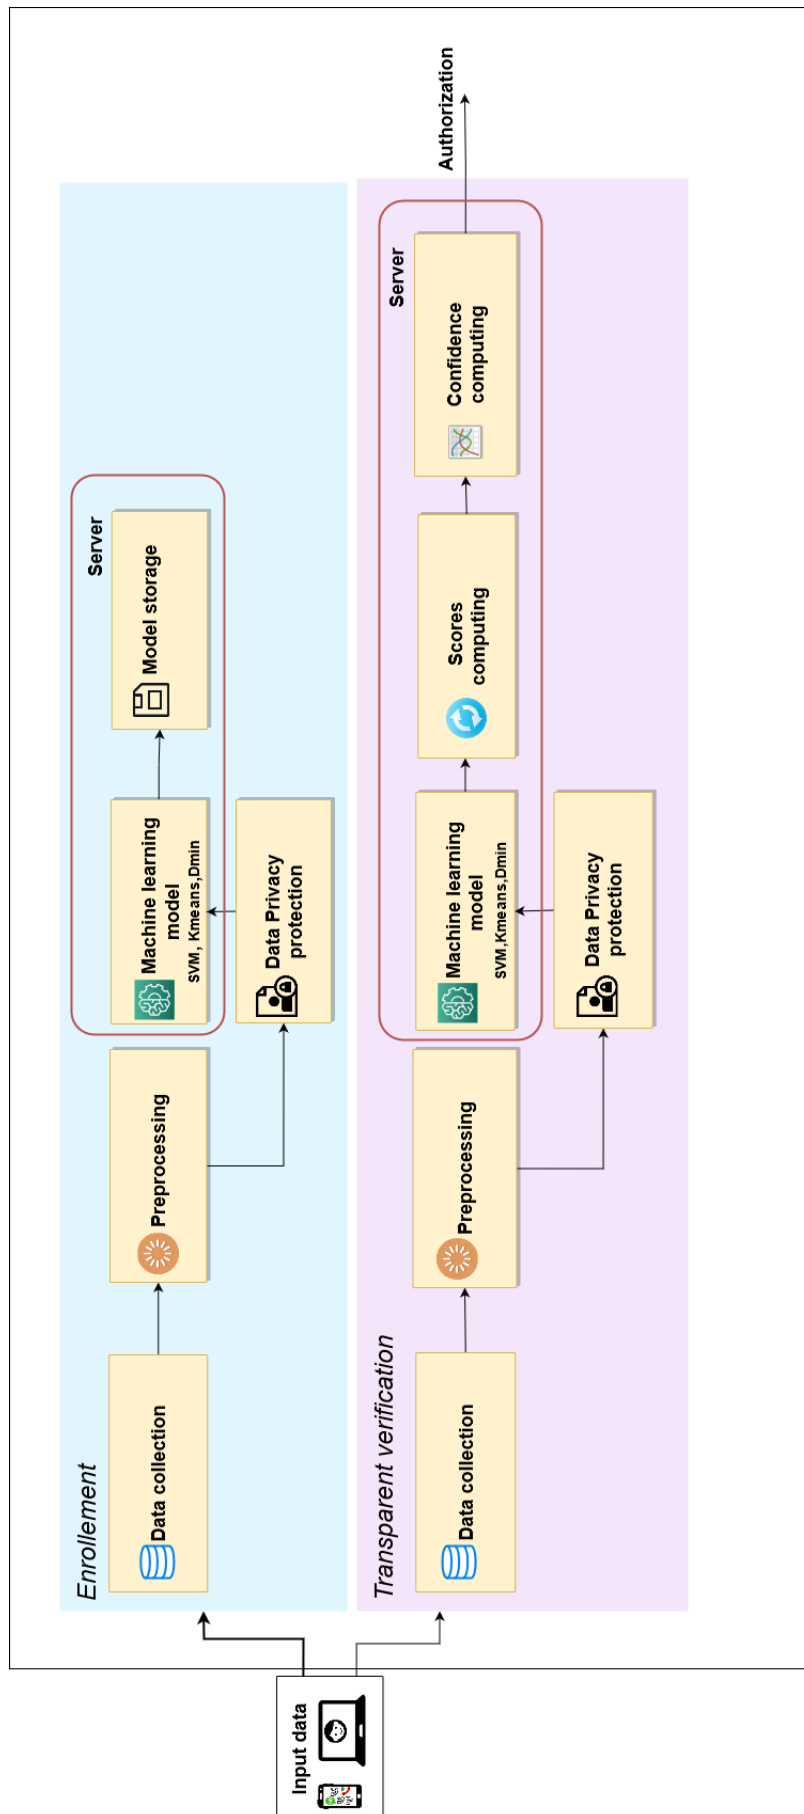 Input data
Enrollement
Data collection
Preprocessing
Data Privacy
protection
Machine learning
model
SVM, Kmeans,Dmin
Model storage
Server
Transparent verification
Data collection
Preprocessing
Data Privacy
protection
Machine learning
model
SVM,Kmeans,Dmin
Scores
computing
Confidence
computing
Server
Authorization